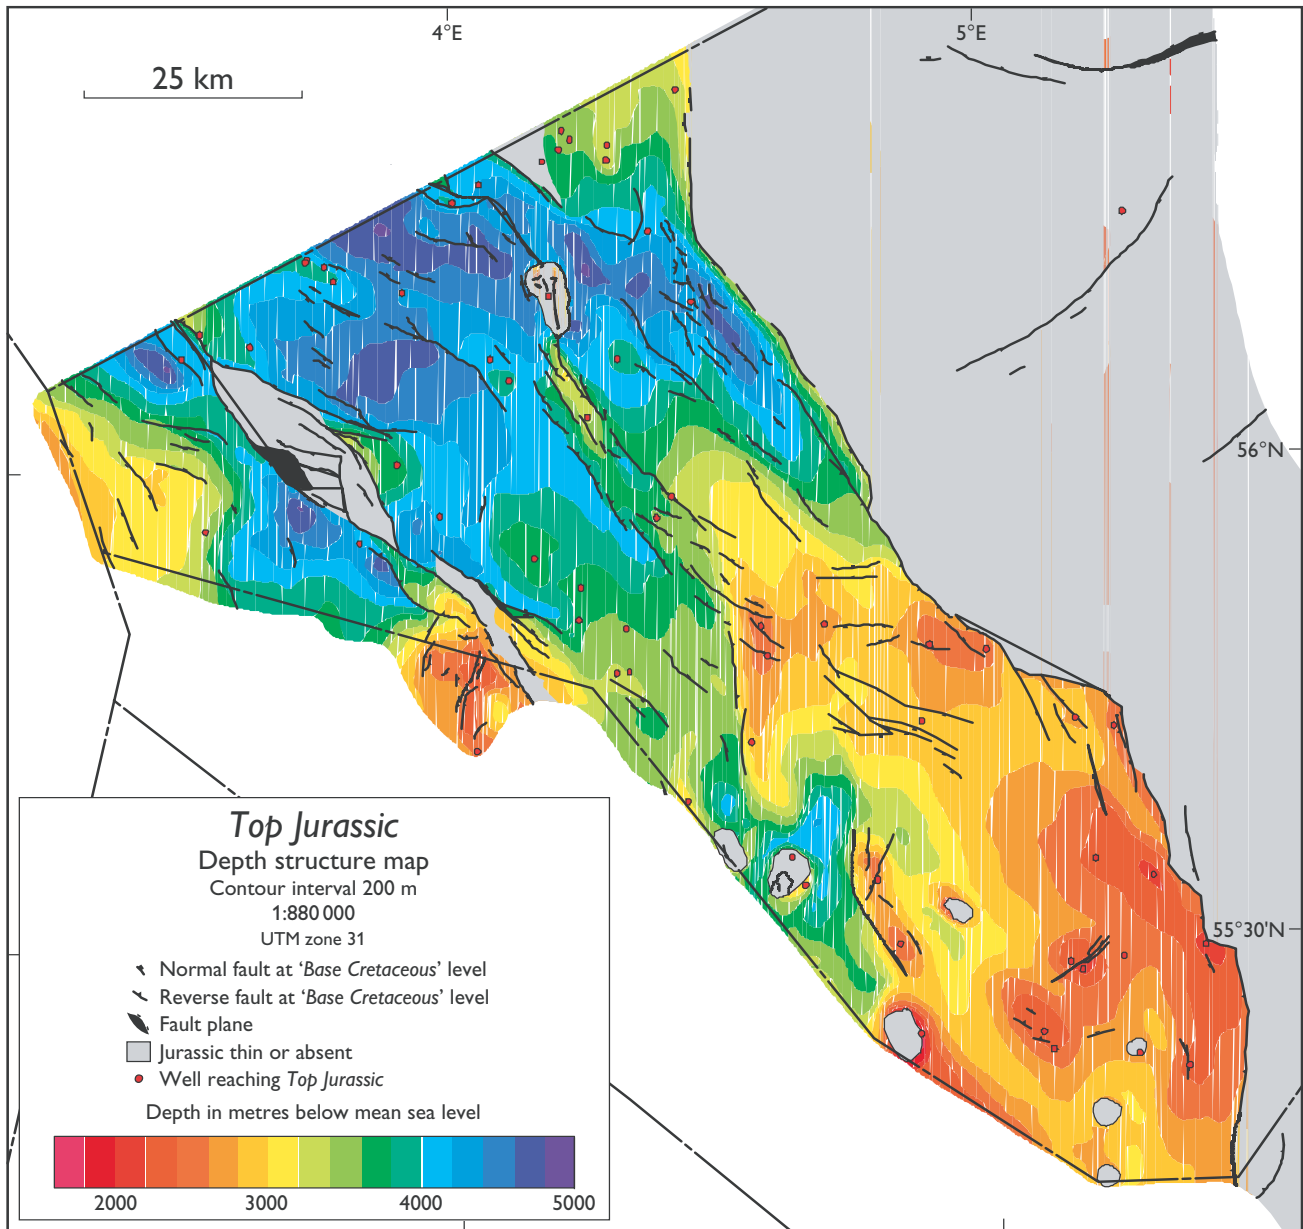 4°E
5°E
25 km
56°N
55°30'N
Top Jurassic
Depth structure map
Contour interval 200 m
1:880 000
UTM zone 31
Normal fault at ‘Base Cretaceous’ level
Reverse fault at ‘Base Cretaceous’ level
Fault plane
Jurassic thin or absent
Well reaching Top Jurassic
Depth in metres below mean sea level
2000 3000 4000 5000